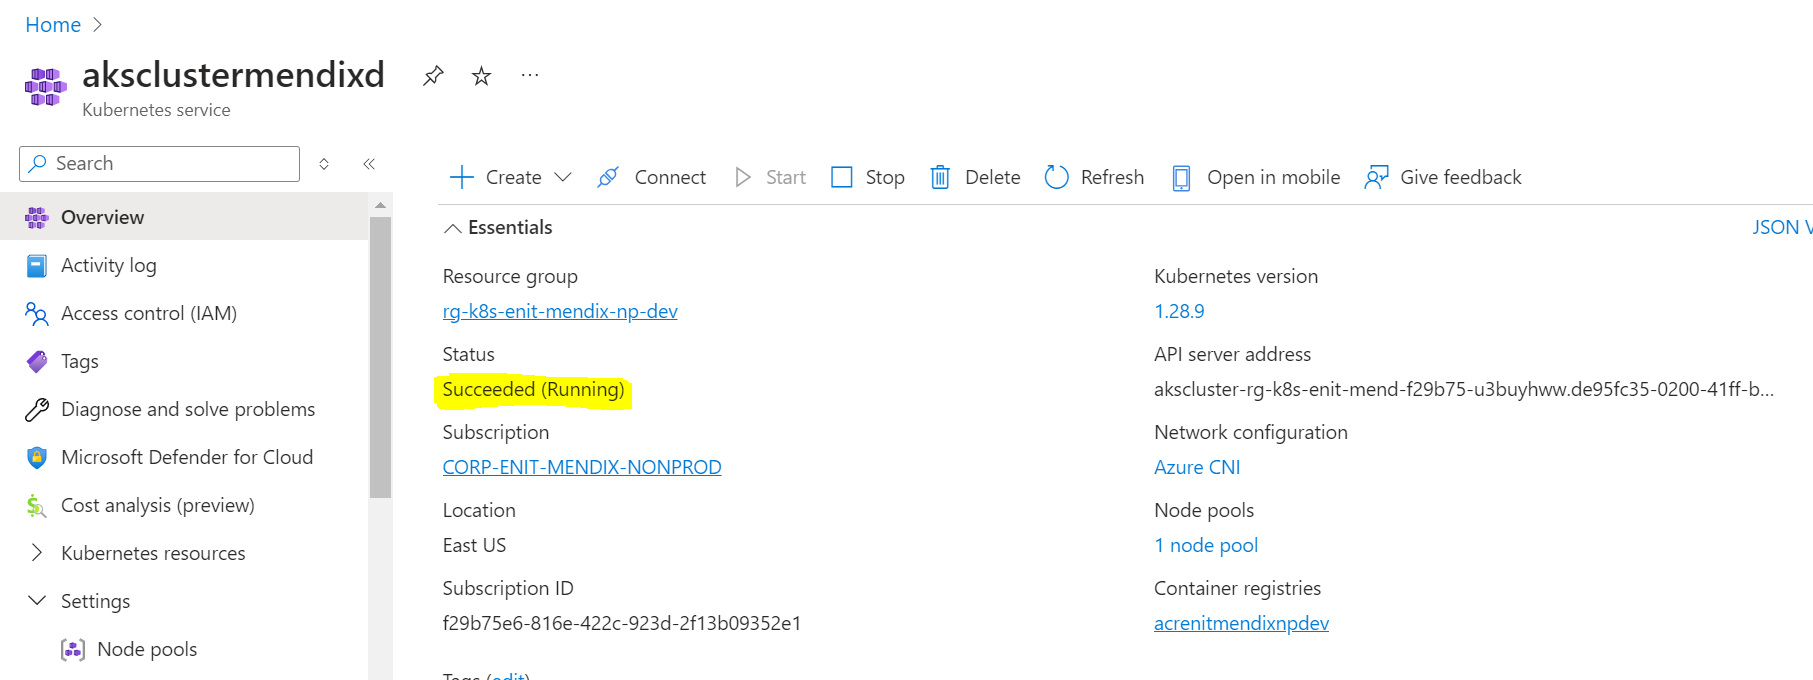 Home
aksclustermendixd
Kubernetes service
Search
Overview
Activity log
Access control (IAM)
Tags
Diagnose and solve problems
Microsoft Defender for Cloud
Cost analysis (preview)
Kubernetes resources
Settings
Node pools
Create Connect Start Stop Delete Refresh Open in mobile Give feedback
Essentials
JSON V
Resource group
rg-k8s-enit-mendix-np-dev
Status
Succeeded (Running)
Subscription
CORP-ENIT-MENDIX-NONPROD
Location
East US
Subscription ID
f29b75e6-816e-422c-923d-2f13b09352e1
Tags (edit)
Kubernetes version
1.28.9
API server address
akscluster-rg-k8s-enit-mend-f29b75-u3buyhww.de95fc35-0200-41ff-b...
Network configuration
Azure CNI
Node pools
1 node pool
Container registries
acrenitmendixnpdev